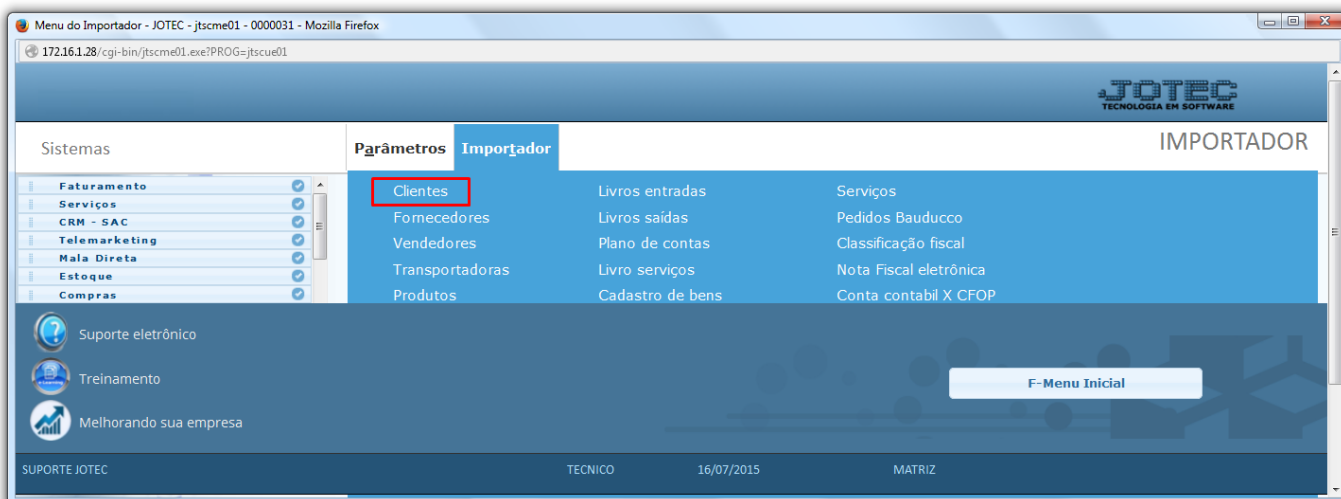 Menu do Importador - JOTEC - jtscme01 - 0000031 - Mozilla Firefox
172.16.1.28/cgi-bin/jtscme01.exe?PROG=jtscue01
JOTEC
TECNOLOGIA EM SOFTWARE
Sistemas
Parâmetros
Importador
IMPORTADOR
Faturamento
Serviços
CRM - SAC
Telemarketing
Mala Direta
Estoque
Compras
Clientes
Fornecedores
Vendedores
Transportadoras
Produtos
Livros entradas
Livros saídas
Plano de contas
Livro serviços
Cadastro de bens
Serviços
Pedidos Bauducco
Classificação fiscal
Nota Fiscal eletrônica
Conta contabil X CFOP
Suporte eletrônico
Treinamento
Melhorando sua empresa
F-Menu Inicial
SUPORTE JOTEC
TECNICO
16/07/2015
MATRIZ